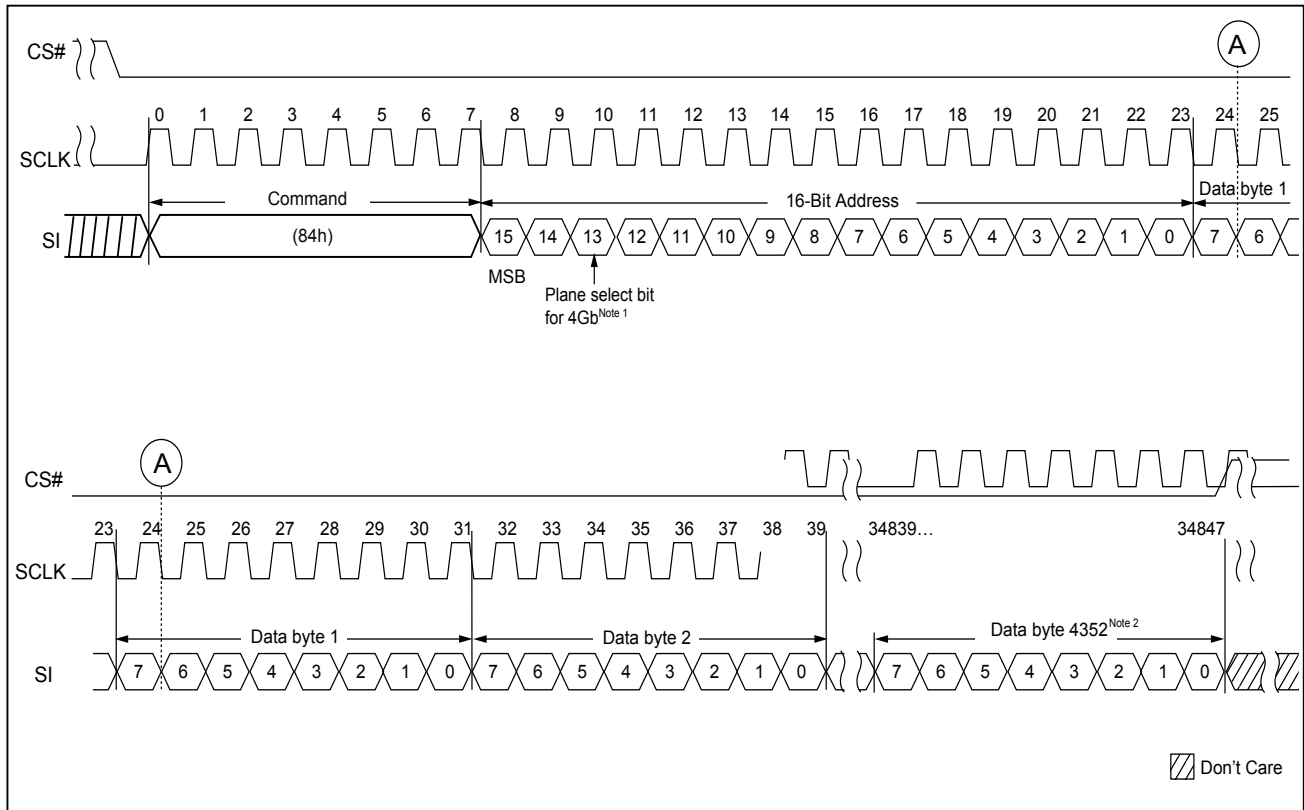 CS#
A
0 1 2 3 4 5 6 7 8 9 10 11 12 13 14 15 16 17 18 19 20 21 22 23 24 25
SCLK
Command 16-Bit Address Data byte 1
SI (84h) 15 14 13 12 11 10 9 8 7 6 5 4 3 2 1 0 7 6
MSB
Plane select bit
for 4Gb Note 1
A
CS#
23 24 25 26 27 28 29 30 31 32 33 34 35 36 37 38 39 34839... 34847
SCLK
Data byte 1 Data byte 2 Data byte 4352 Note 2
SI 7 6 5 4 3 2 1 0 7 6 5 4 3 2 1 0 7 6 5 4 3 2 1 0
Don't Care